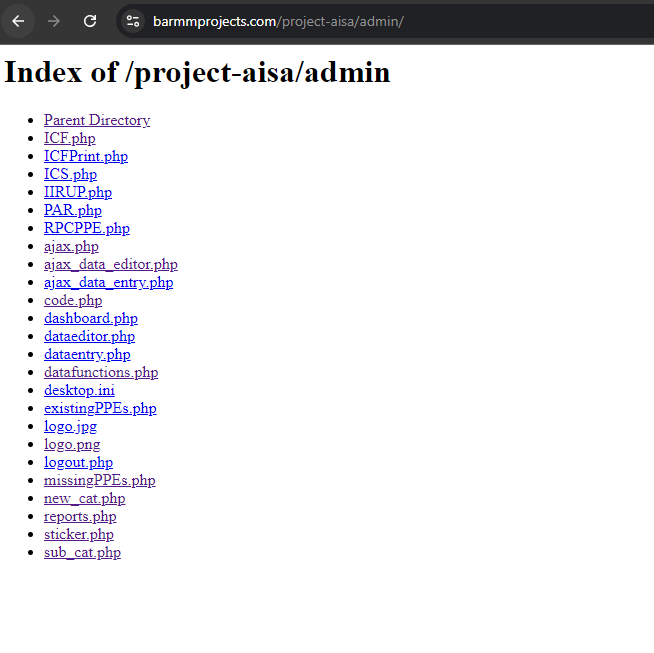 barmmprojects.com/project-aisa/admin/
Index of /project-aisa/admin
Parent Directory
ICF.php
ICFPrint.php
ICS.php
IIRUP.php
PAR.php
RPCPPE.php
ajax.php
ajax_data_editor.php
ajax_data_entry.php
code.php
dashboard.php
dataeditor.php
dataentry.php
datafunctions.php
desktop.ini
existingPPEs.php
logo.jpg
logo.png
logout.php
missingPPEs.php
new_cat.php
reports.php
sticker.php
sub_cat.php